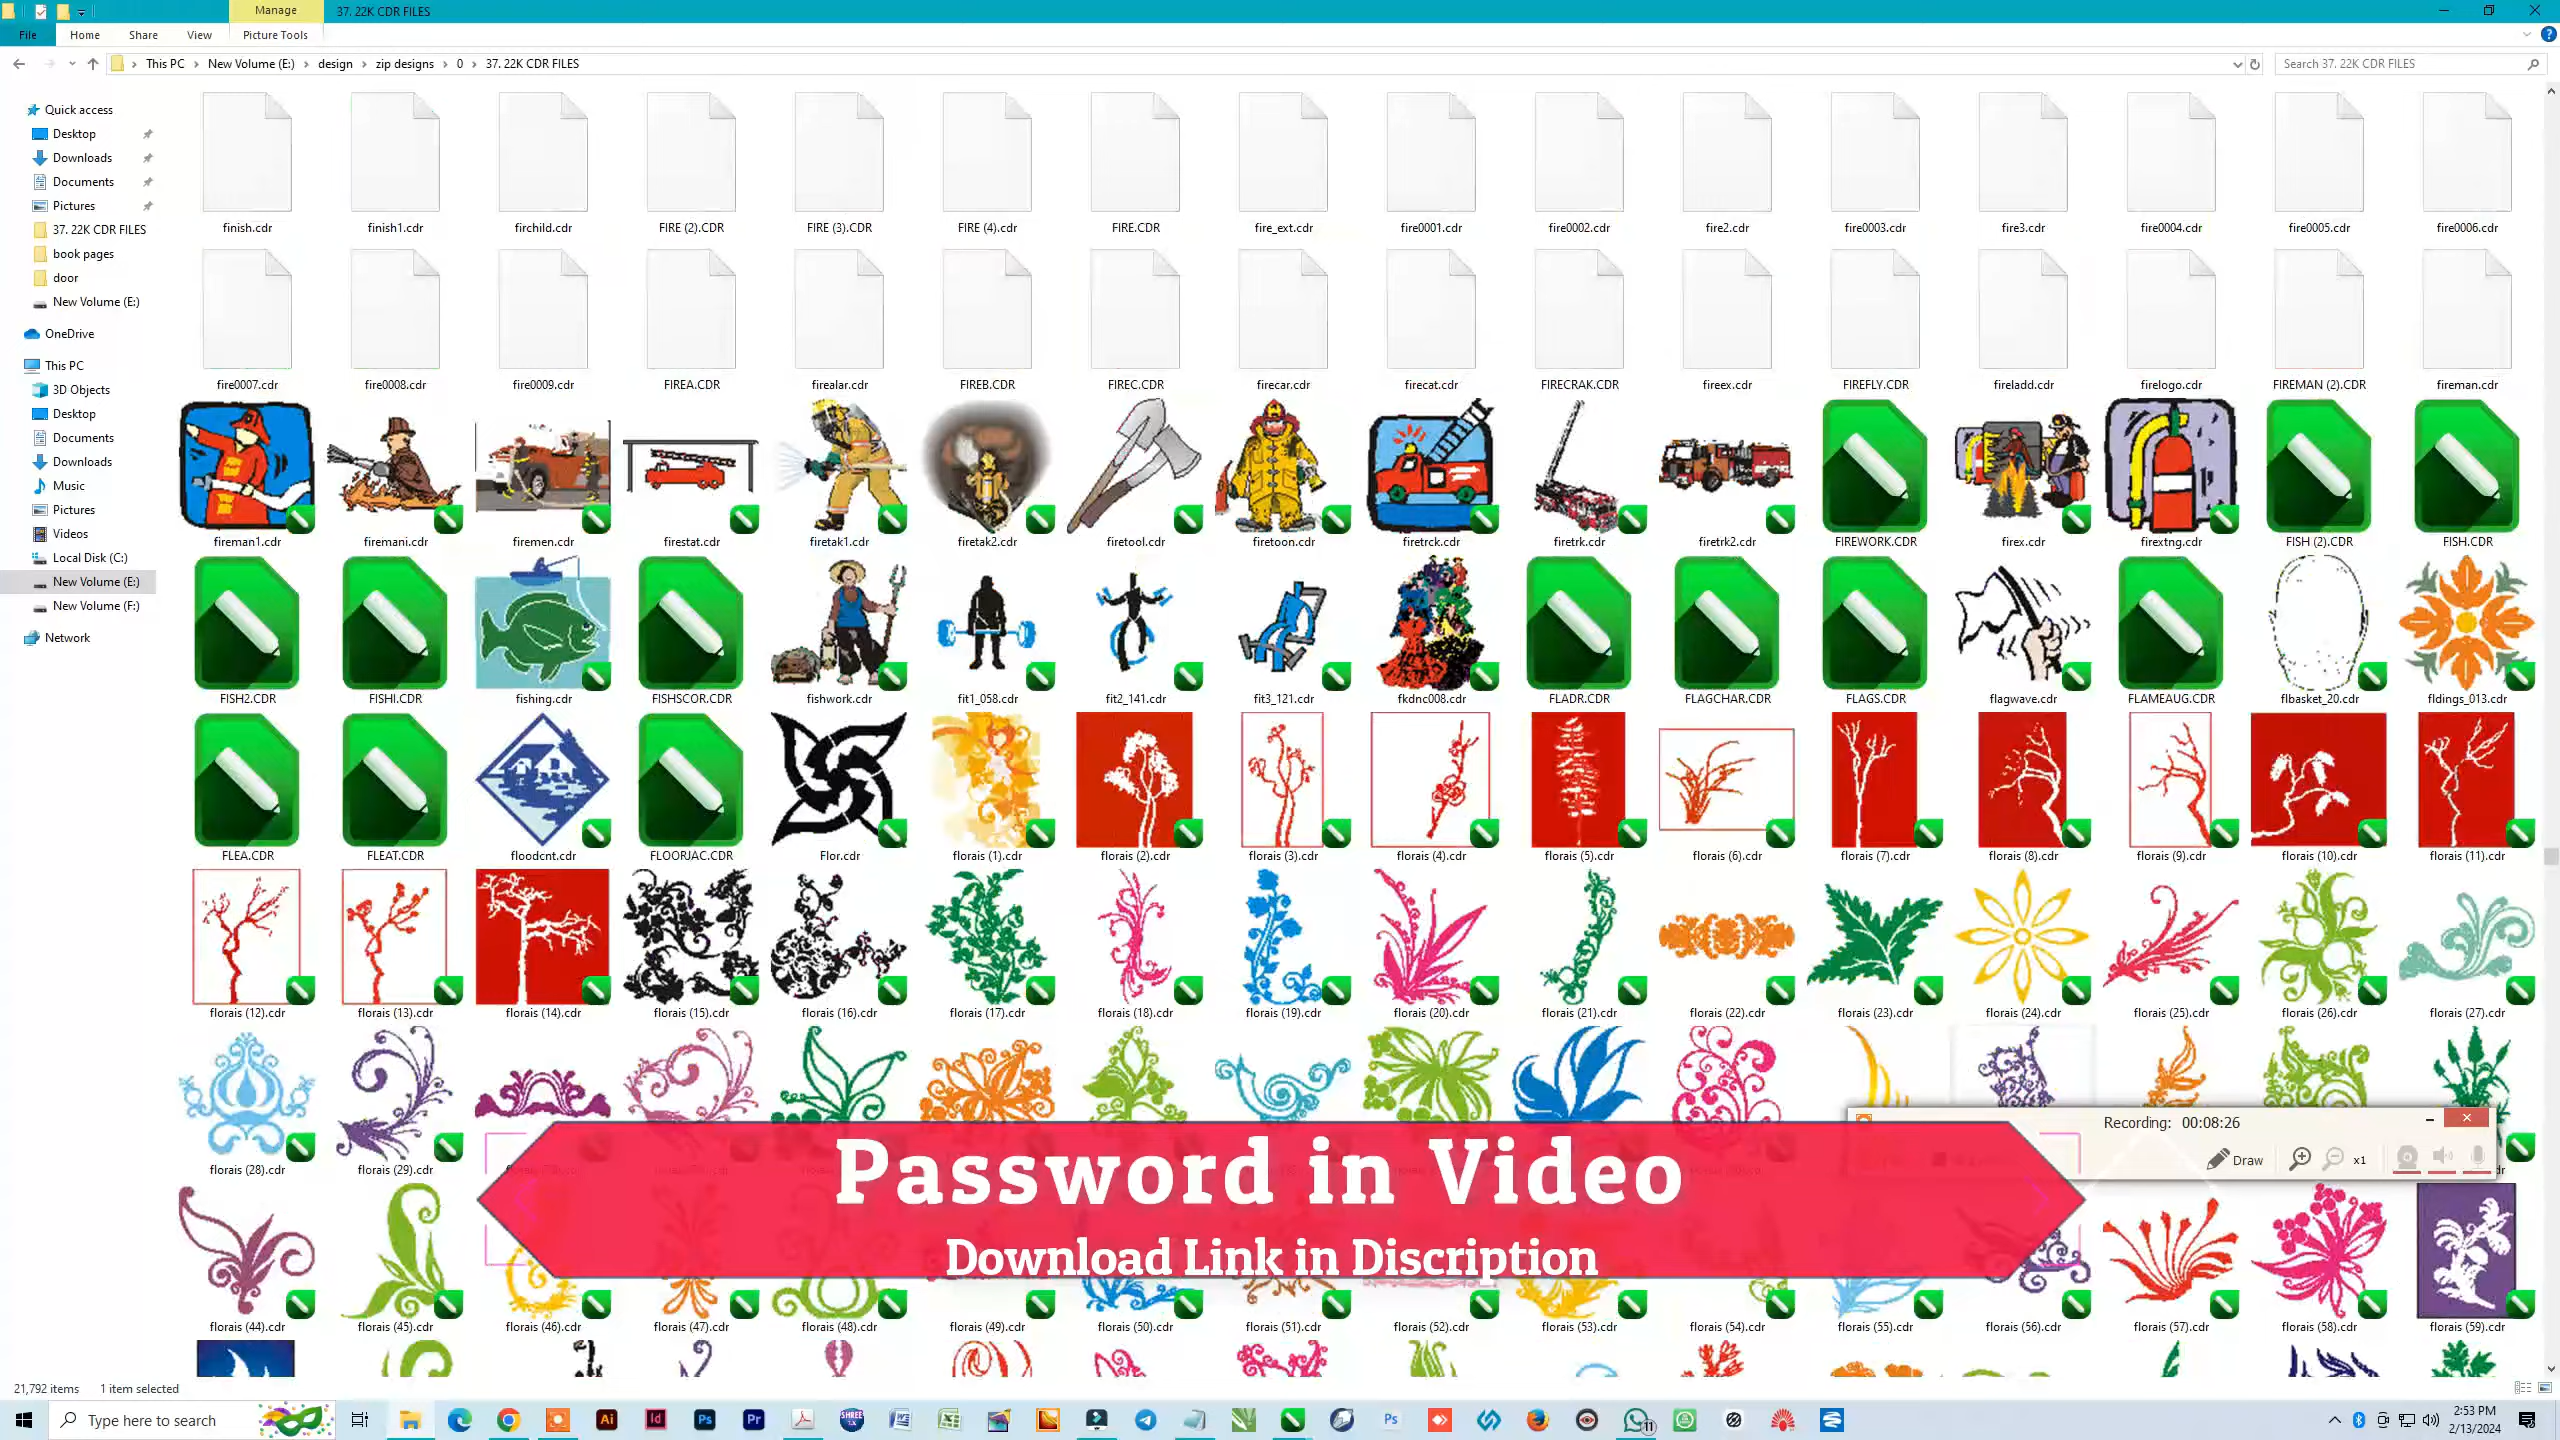 Manage
37. 22K CDR FILES
File
Home
Share
View
Picture Tools
This PC
New Volume (E:)
design
zip designs
0
37. 22K CDR FILES
Search 37. 22K CDR FILES
Quick access
Desktop
Downloads
Documents
Pictures
37. 22K CDR FILES
book pages
door
New Volume (E:)
OneDrive
This PC
3D Objects
Desktop
Documents
Downloads
Music
Pictures
Videos
Local Disk (C:)
New Volume (E:)
New Volume (F:)
Network
finish.cdr finish1.cdr firchild.cdr FIRE (2).CDR FIRE (3).CDR FIRE (4).cdr FIRE.CDR fire_ext.cdr fire0001.cdr fire0002.cdr fire2.cdr fire0003.cdr fire3.cdr fire0004.cdr fire0005.cdr fire0006.cdr
fire0007.cdr fire0008.cdr fire0009.cdr FIREA.CDR firealar.cdr FIREB.CDR FIREC.CDR firecar.cdr firecat.cdr FIRECRAK.CDR fireex.cdr FIREFLY.CDR fireladd.cdr firelogo.cdr FIREMAN (2).CDR fireman.cdr
fireman1.cdr firemani.cdr firemen.cdr firestat.cdr firetak1.cdr firetak2.cdr firetool.cdr firetoon.cdr firetrck.cdr firetrk.cdr firetrk2.cdr FIREWORK.CDR firex.cdr firextng.cdr FISH (2).CDR FISH.CDR
FISH2.CDR FISHI.CDR fishing.cdr FISHSCOR.CDR fishwork.cdr fit1_058.cdr fit2_141.cdr fit3_121.cdr fkdnc008.cdr FLADR.CDR FLAGCHAR.CDR FLAGS.CDR flagwave.cdr FLAMEAUG.CDR flbasket_20.cdr fldings_013.cdr
FLEA.CDR FLEAT.CDR floodcnt.cdr FLOORJAC.CDR Flor.cdr florais (1).cdr florais (2).cdr florais (3).cdr florais (4).cdr florais (5).cdr florais (6).cdr florais (7).cdr florais (8).cdr florais (9).cdr florais (10).cdr florais (11).cdr
florais (12).cdr florais (13).cdr florais (14).cdr florais (15).cdr florais (16).cdr florais (17).cdr florais (18).cdr florais (19).cdr florais (20).cdr florais (21).cdr florais (22).cdr florais (23).cdr florais (24).cdr florais (25).cdr florais (26).cdr florais (27).cdr
florais (28).cdr florais (29).cdr
Recording: 00:08:26
Draw
x1
Password in Video
Download Link in Discription
florais (44).cdr florais (45).cdr florais (46).cdr florais (47).cdr florais (48).cdr florais (49).cdr florais (50).cdr florais (51).cdr florais (52).cdr florais (53).cdr florais (54).cdr florais (55).cdr florais (56).cdr florais (57).cdr florais (58).cdr florais (59).cdr
21,792 items
1 item selected
Type here to search
Ai
Id
Ps
Pr
SHREE
Ps
11
2:53 PM
2/13/2024